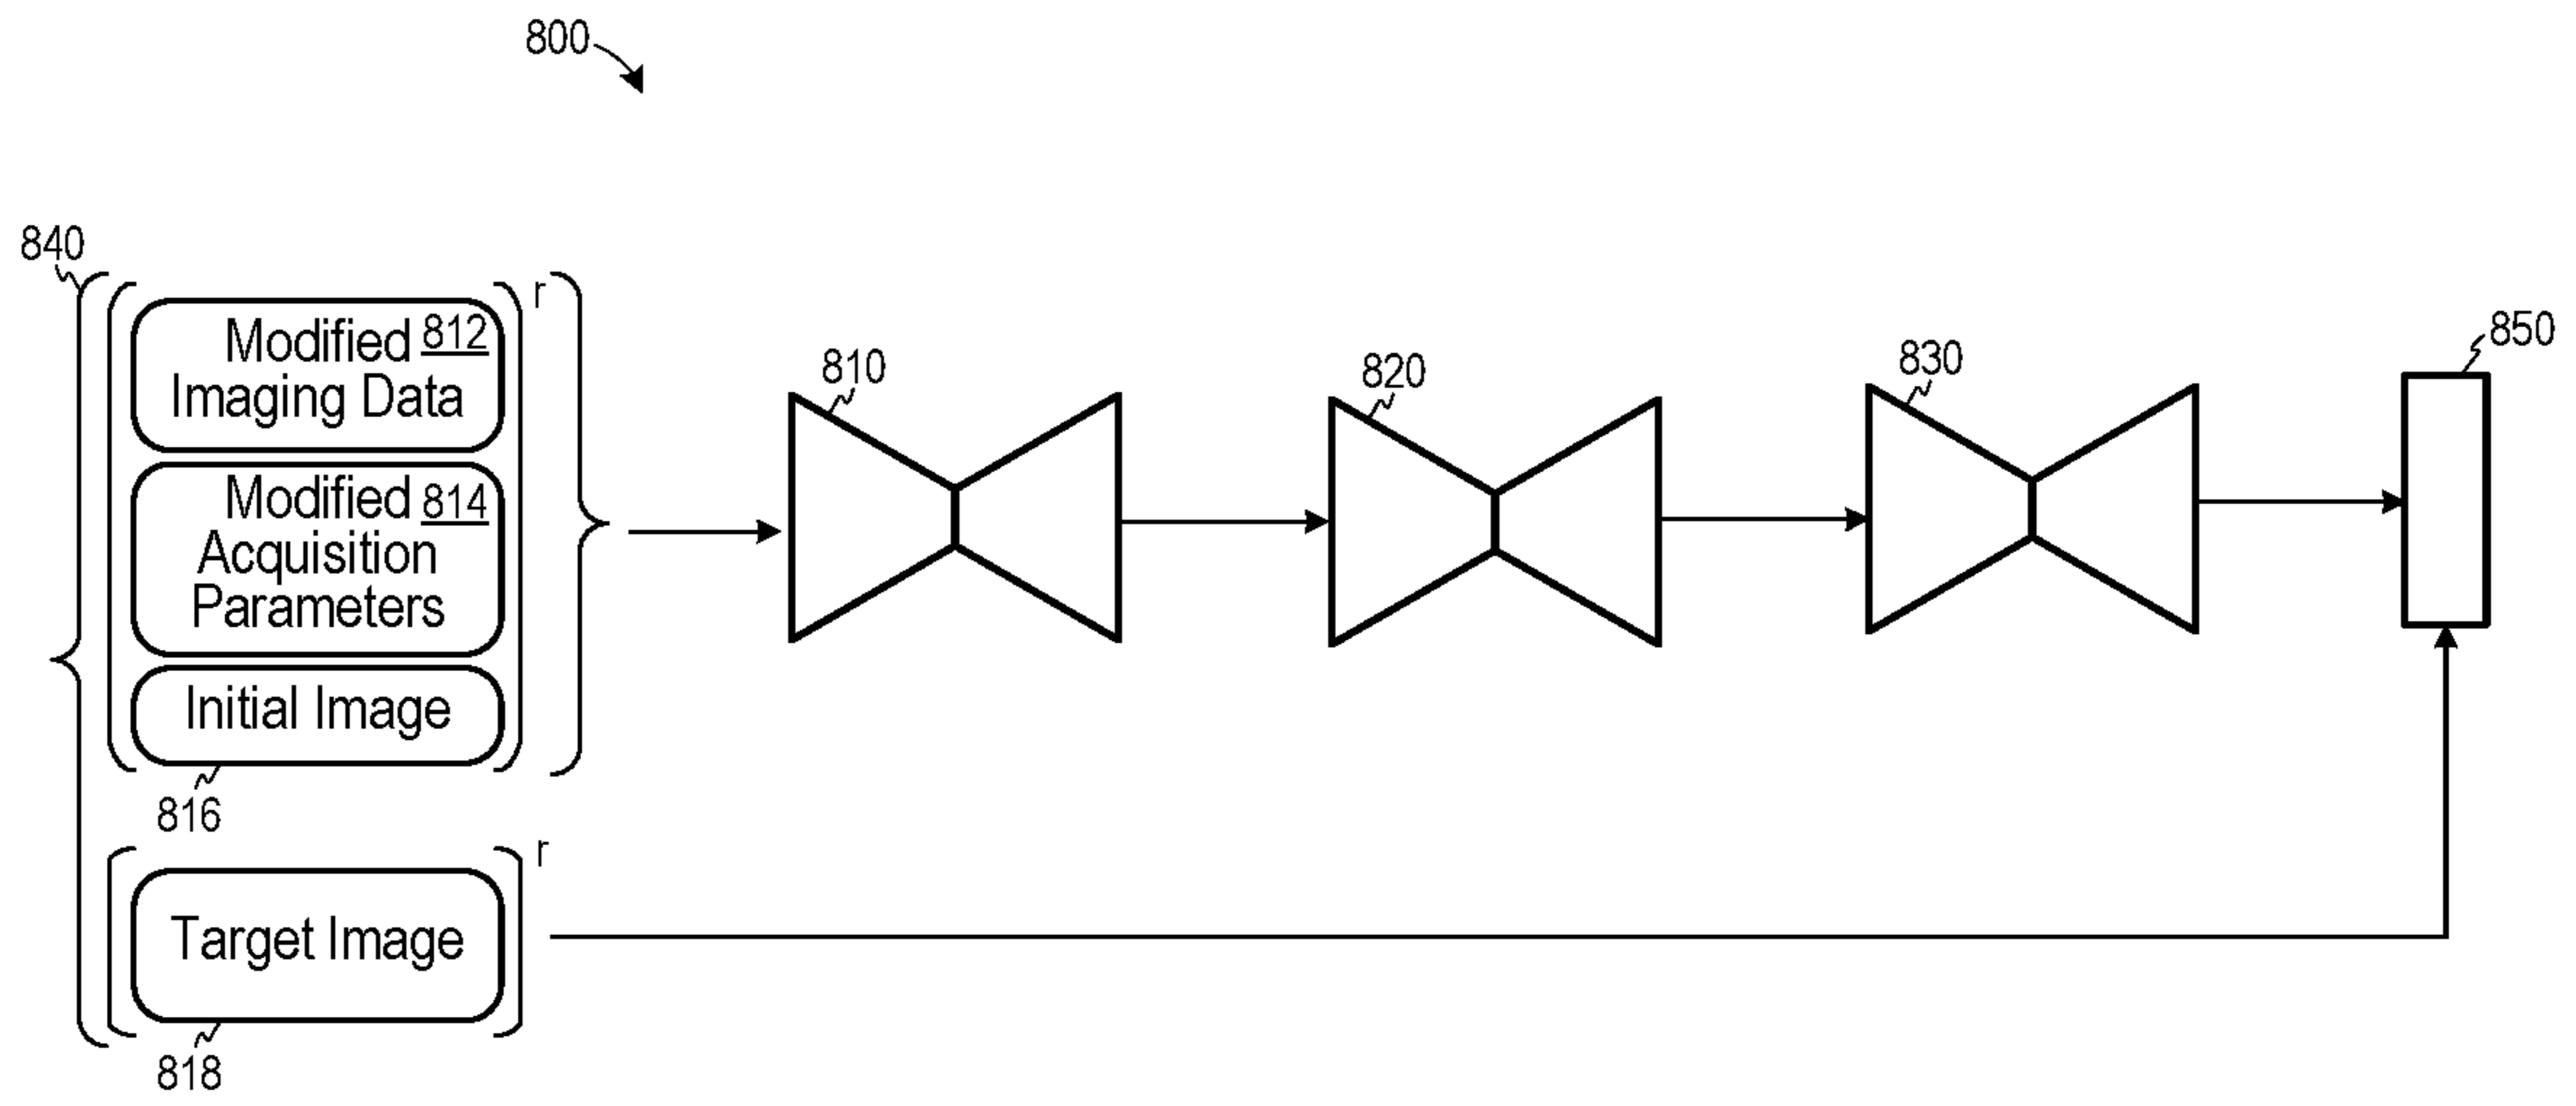 800
840
r
Modified 812
Imaging Data
Modified 814
Acquisition
Parameters
Initial Image
816
810
820
830
850
r
Target Image
818